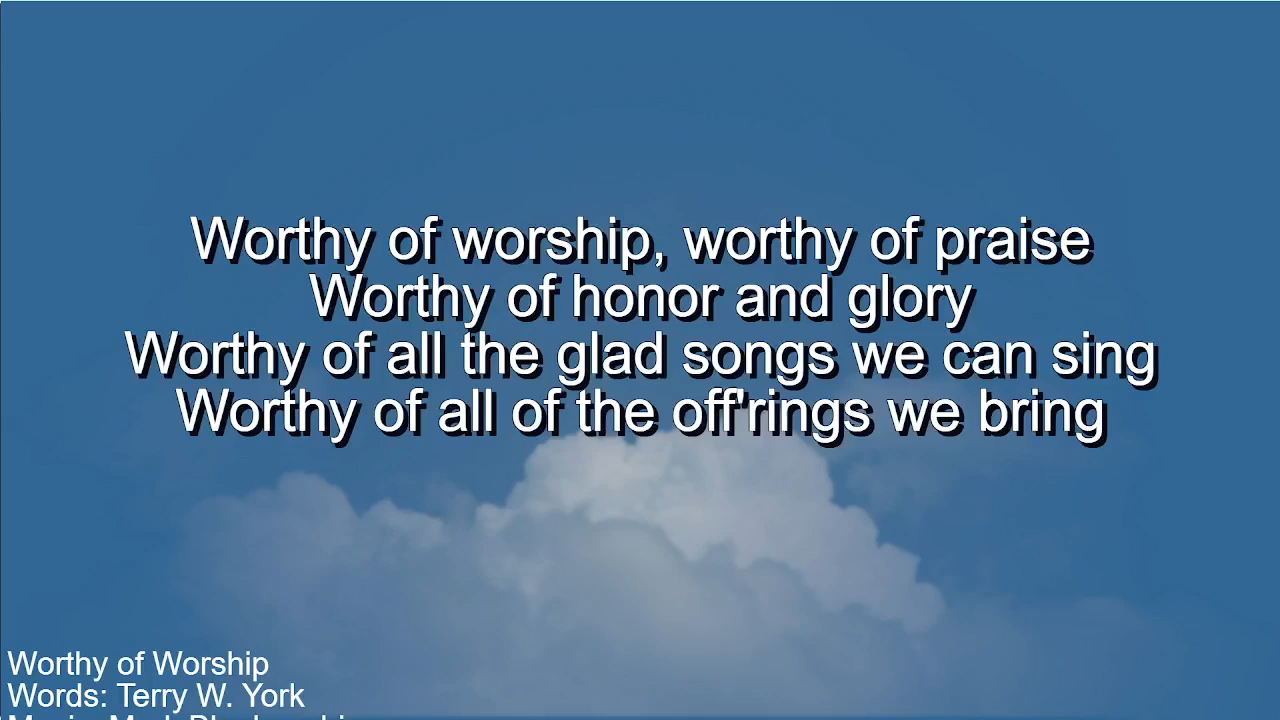 Worthy of worship, worthy of praise
Worthy of honor and glory
Worthy of all the glad songs we can sing
Worthy of all of the off'rings we bring
Worthy of Worship
Words: Terry W. York